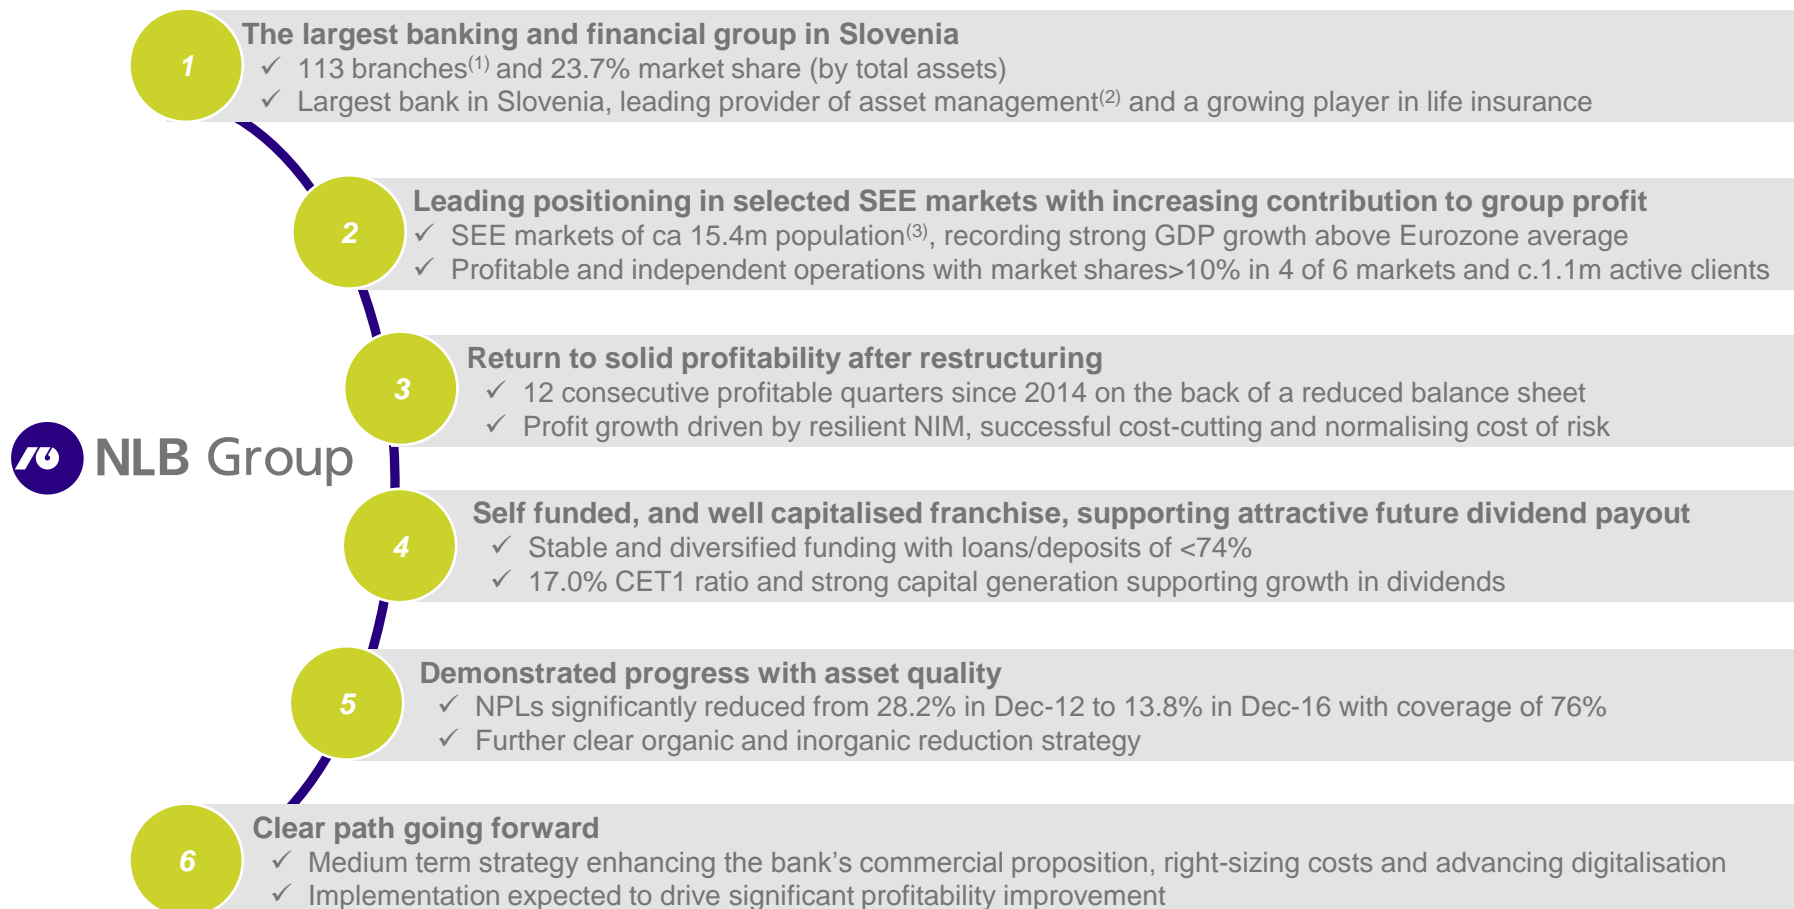 1
The largest banking and financial group in Slovenia
✓ 113 branches(1) and 23.7% market share (by total assets)
✓ Largest bank in Slovenia, leading provider of asset management(2) and a growing player in life insurance
2
Leading positioning in selected SEE markets with increasing contribution to group profit
✓ SEE markets of ca 15.4m population(3), recording strong GDP growth above Eurozone average
✓ Profitable and independent operations with market shares>10% in 4 of 6 markets and c.1.1m active clients
3
Return to solid profitability after restructuring
✓ 12 consecutive profitable quarters since 2014 on the back of a reduced balance sheet
✓ Profit growth driven by resilient NIM, successful cost-cutting and normalising cost of risk
NLB Group
4
Self funded, and well capitalised franchise, supporting attractive future dividend payout
✓ Stable and diversified funding with loans/deposits of <74%
✓ 17.0% CET1 ratio and strong capital generation supporting growth in dividends
5
Demonstrated progress with asset quality
✓ NPLs significantly reduced from 28.2% in Dec-12 to 13.8% in Dec-16 with coverage of 76%
✓ Further clear organic and inorganic reduction strategy
6
Clear path going forward
✓ Medium term strategy enhancing the bank's commercial proposition, right-sizing costs and advancing digitalisation
✓ Implementation expected to drive significant profitability improvement